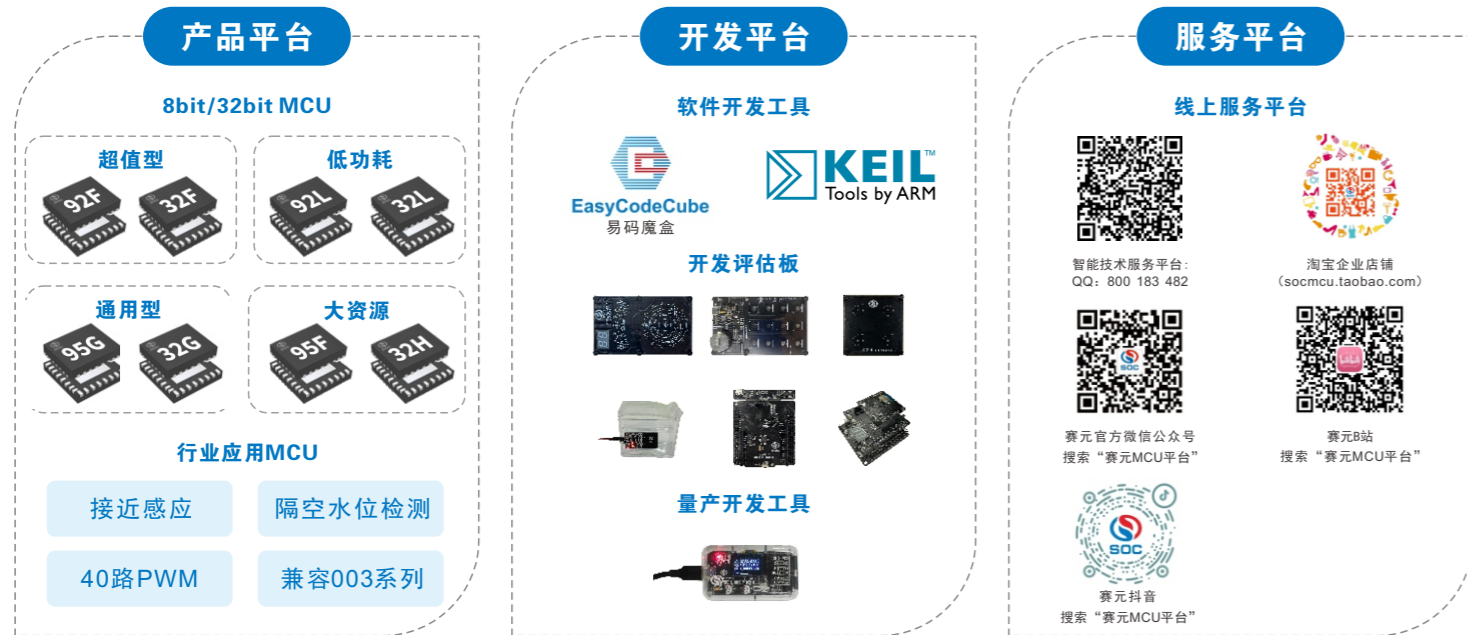 产品平台
8bit/32bit MCU
超值型
92F
32F
低功耗
92L
32L
通用型
95G
32G
大资源
95F
32H
行业应用MCU
接近感应
隔空水位检测
40路PWM
兼容003系列
开发平台
软件开发工具
EasyCodeCube
易码魔盒
KEIL™
Tools by ARM
开发评估板
量产开发工具
服务平台
线上服务平台
智能技术服务平台:
QQ: 800 183 482
淘宝企业店铺
（socmcu.taobao.com）
SOC
赛元官方微信公众号
搜索“赛元MCU平台”
赛元B站
搜索“赛元MCU平台”
SOC
赛元抖音
搜索“赛元MCU平台”